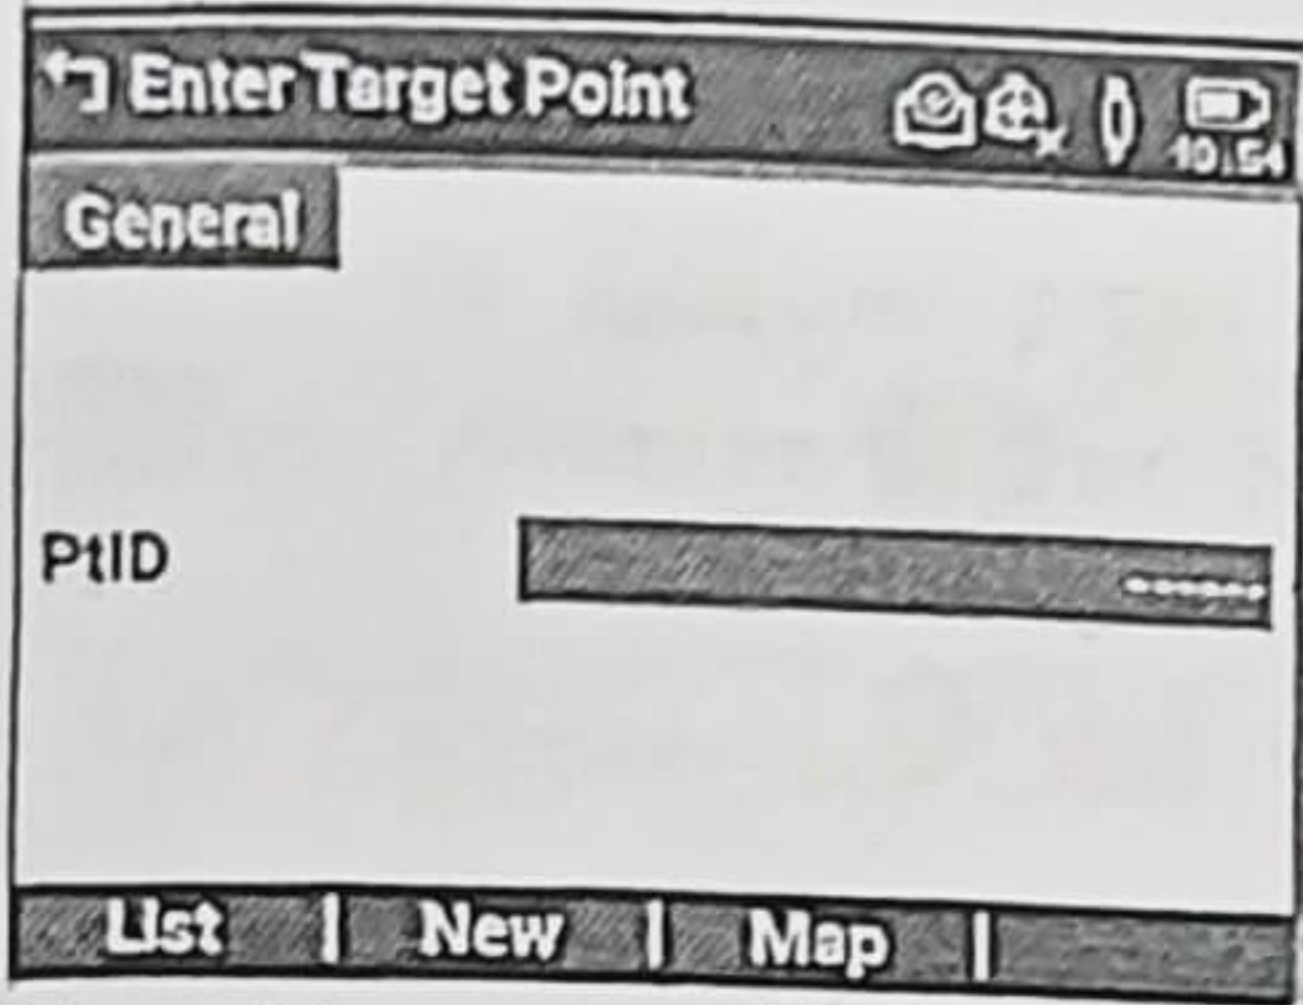 Enter Target Point
10:54
General
PtID ------
List | New | Map |